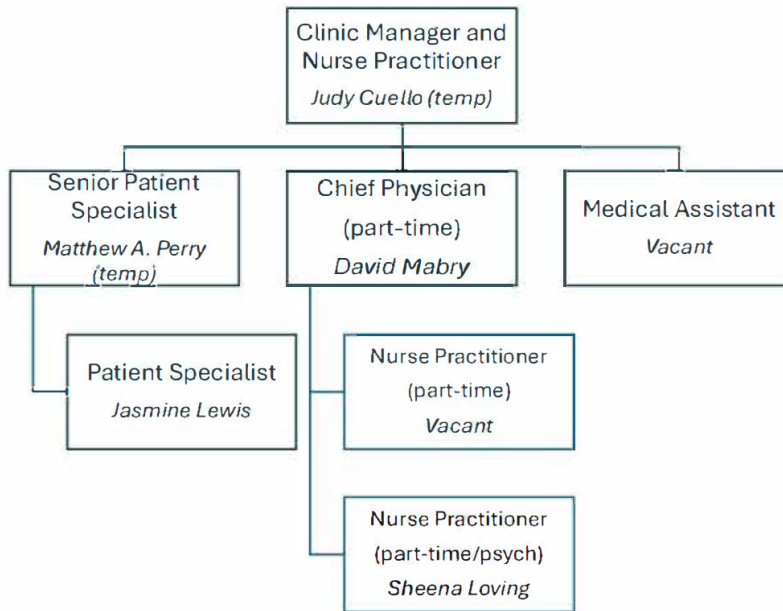 Clinic Manager and
Nurse Practitioner
Judy Cuello (temp)
Senior Patient
Specialist
Matthew A. Perry
(temp)
Chief Physician
(part-time)
David Mabry
Medical Assistant
Vacant
Patient Specialist
Jasmine Lewis
Nurse Practitioner
(part-time)
Vacant
Nurse Practitioner
(part-time/psych)
Sheena Loving